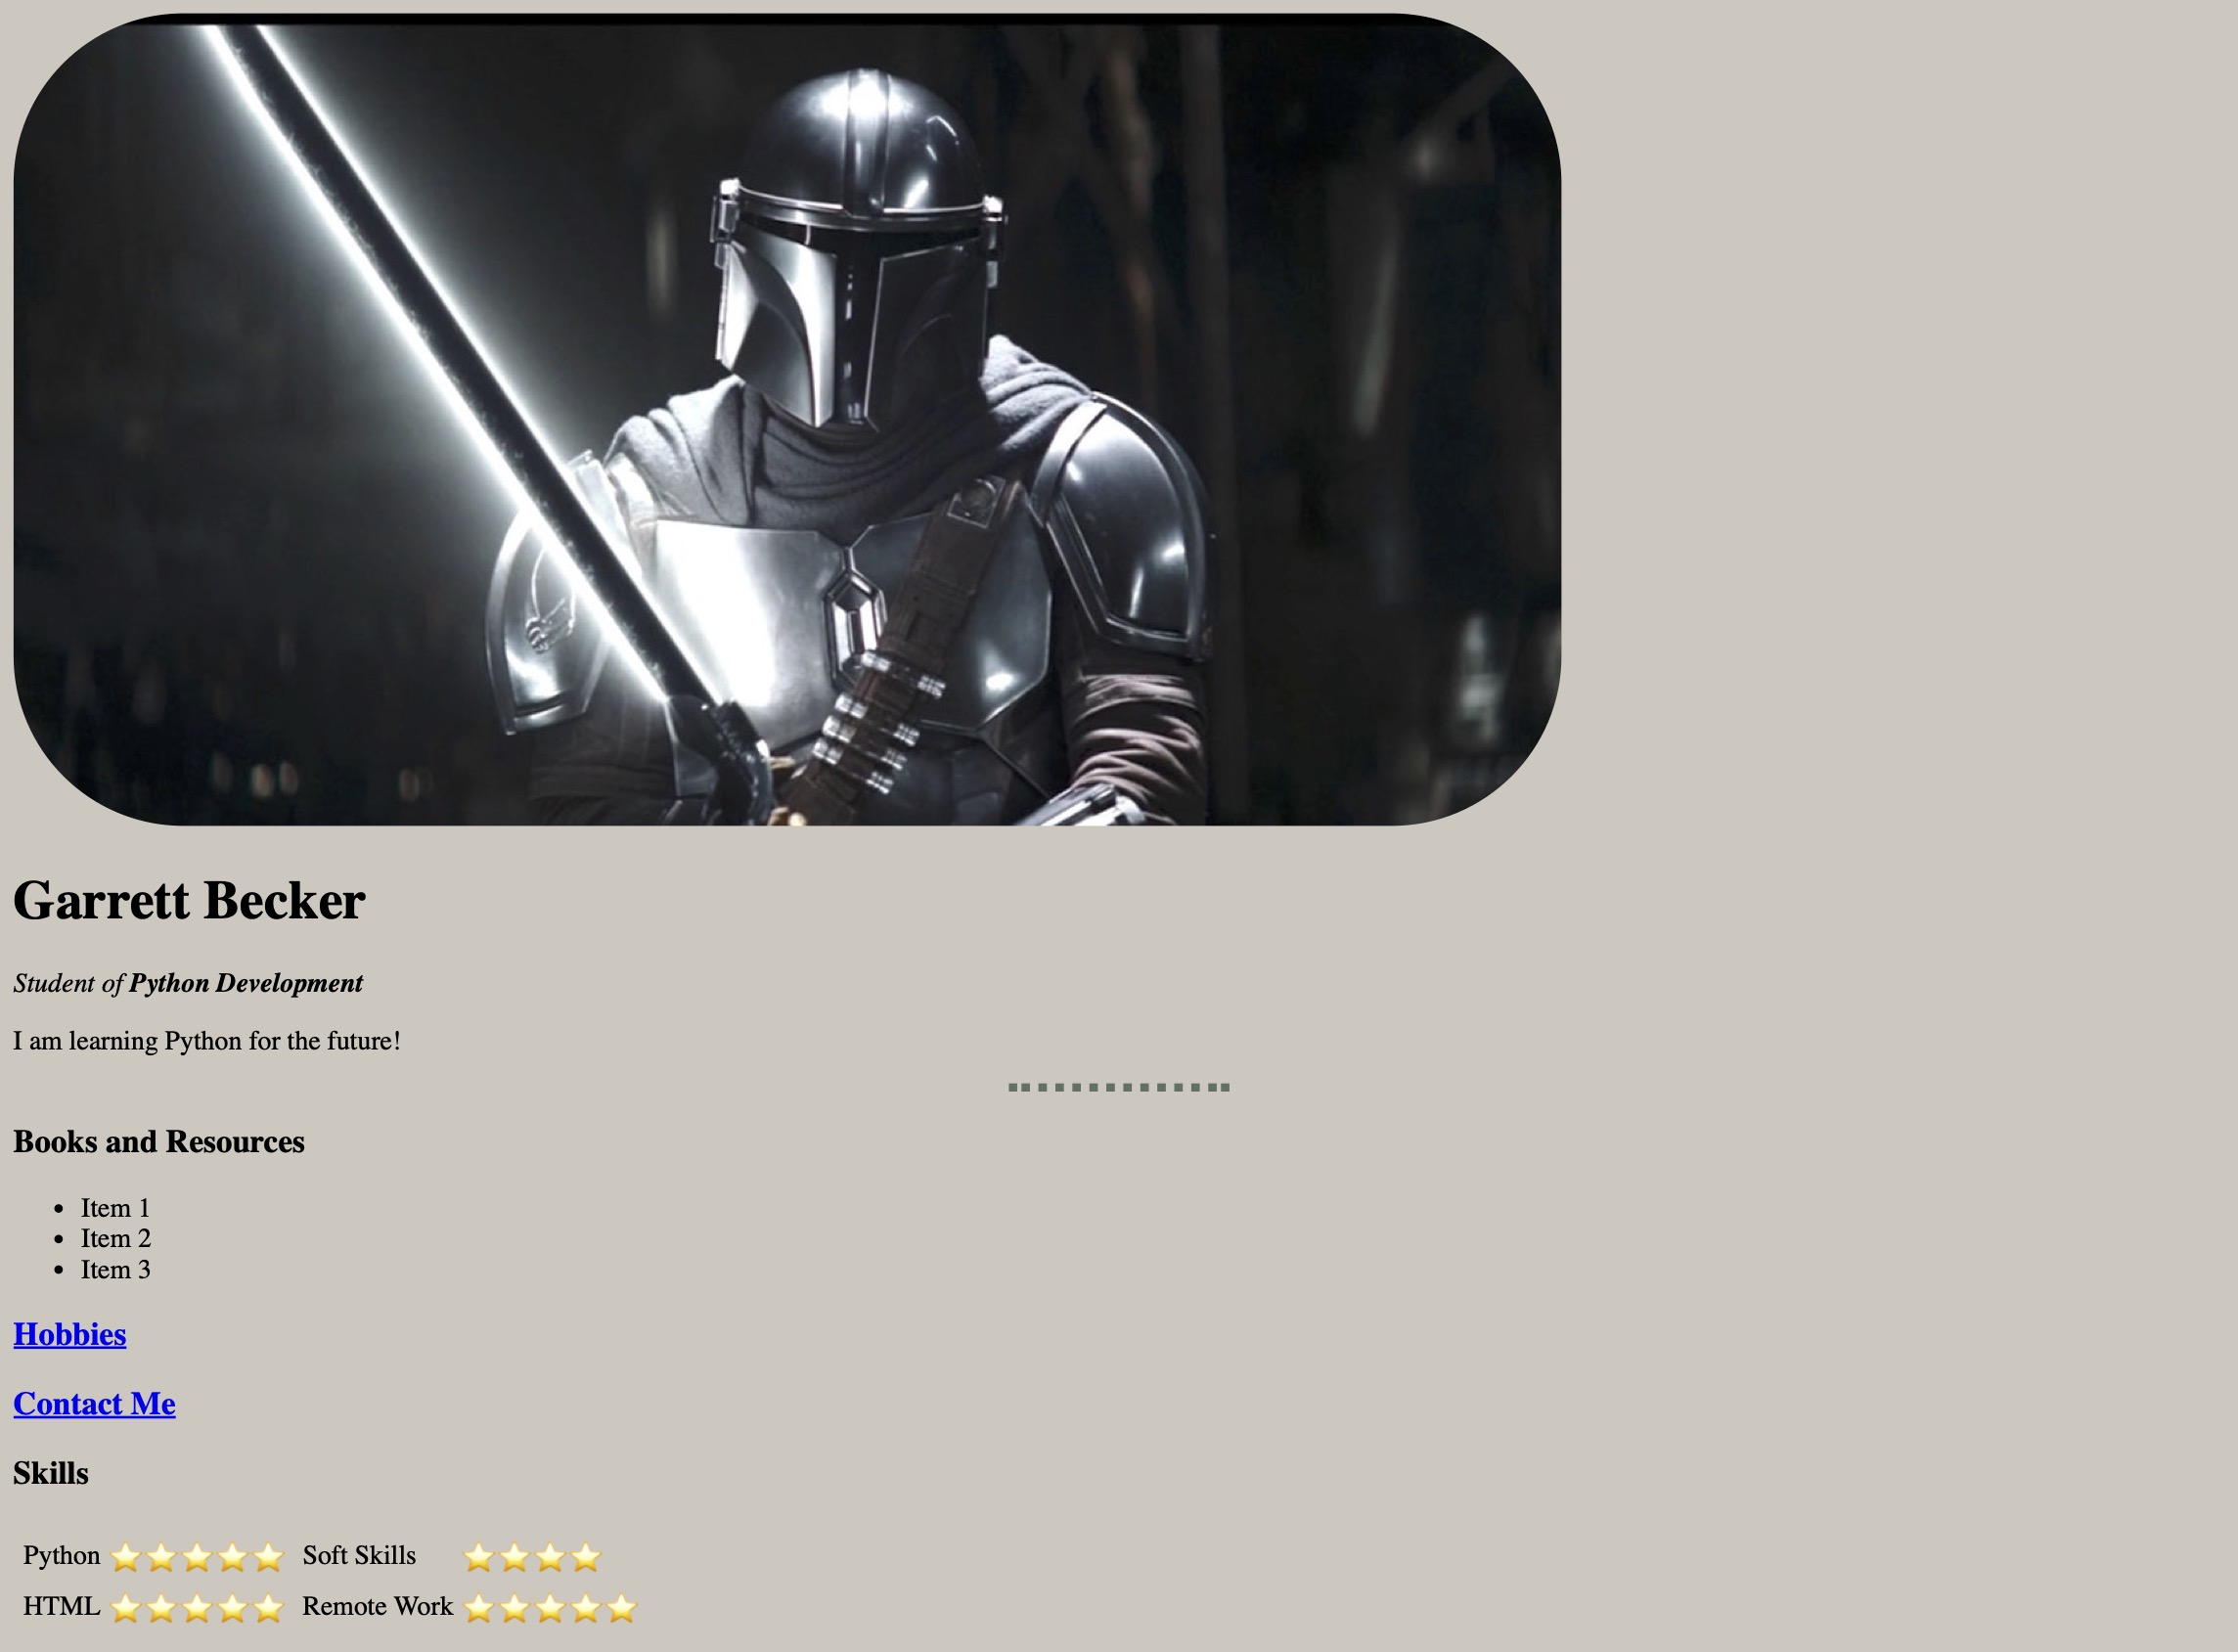 Garrett Becker
Student of Python Development
I am learning Python for the future!
Books and Resources
• Item 1
• Item 2
• Item 3
Hobbies
Contact Me
Skills
Python ⭐⭐⭐⭐⭐ Soft Skills ⭐⭐⭐⭐
HTML ⭐⭐⭐⭐⭐ Remote Work ⭐⭐⭐⭐⭐